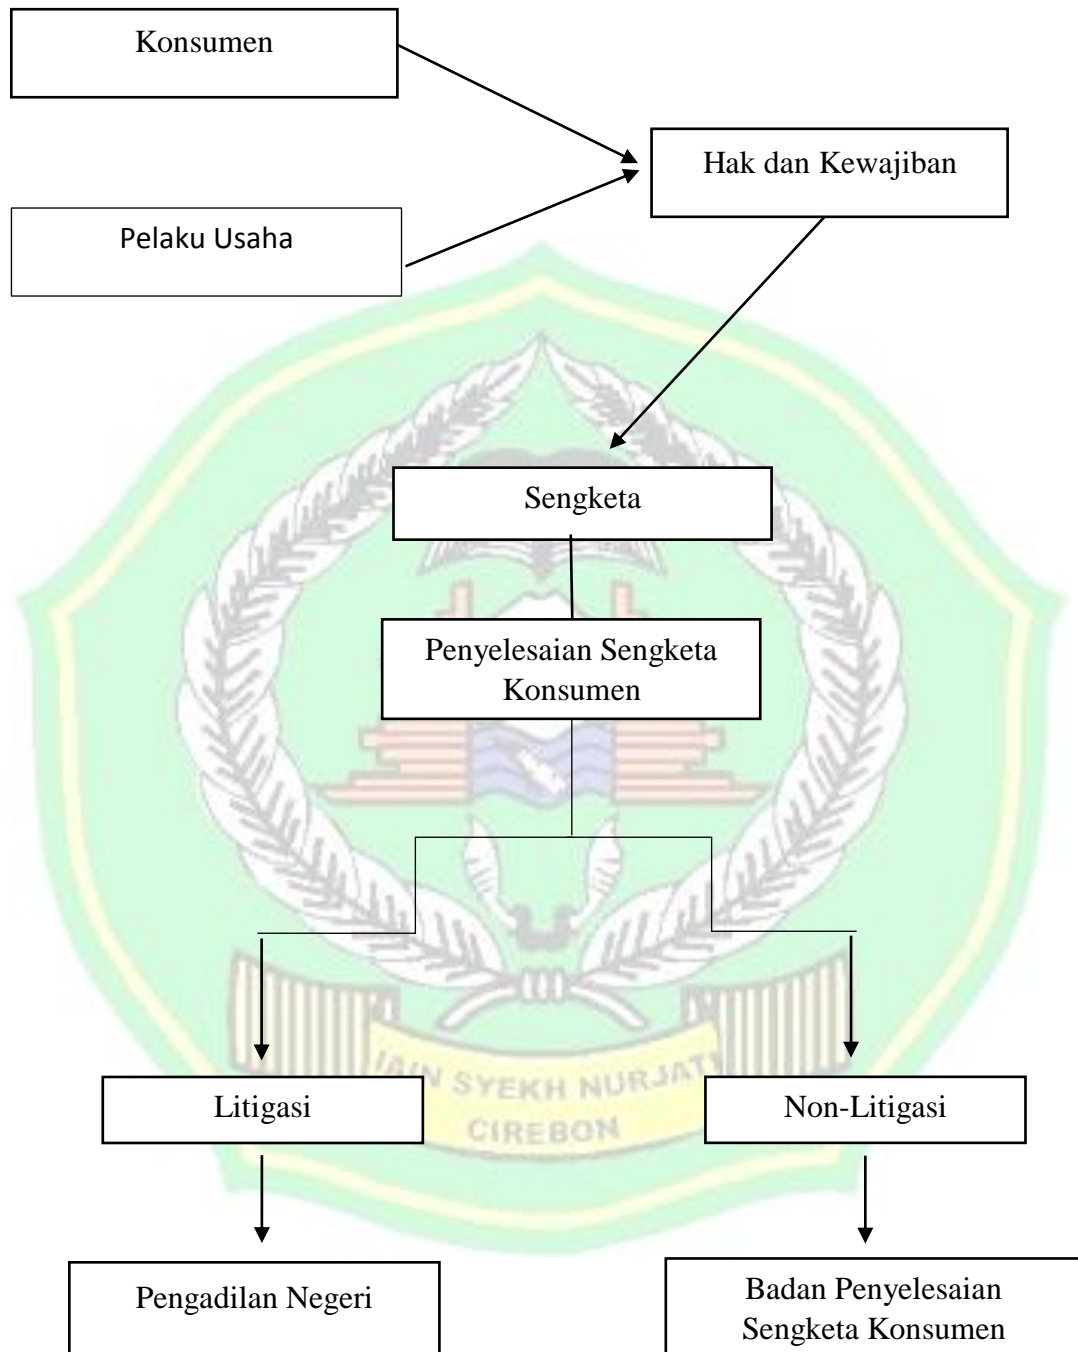 Konsumen
Hak dan Kewajiban
Pelaku Usaha
Sengketa
Penyelesaian Sengketa
Konsumen
Litigasi
Non-Litigasi
IAIN SYEKH NURJATI
CIREBON
Pengadilan Negeri
Badan Penyelesaian
Sengketa Konsumen